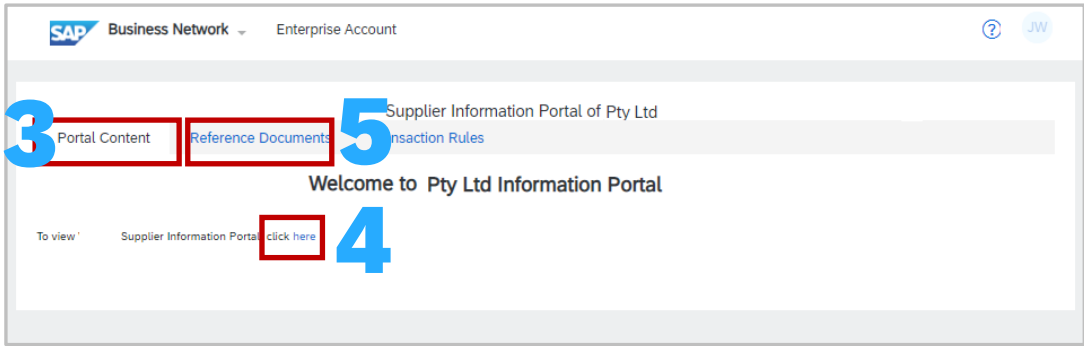 SAP Business Network Enterprise Account ? JW
Supplier Information Portal of Pty Ltd
3 Portal Content Reference Documents 5 nsaction Rules
Welcome to Pty Ltd Information Portal
To view ' Supplier Information Portal click here 4